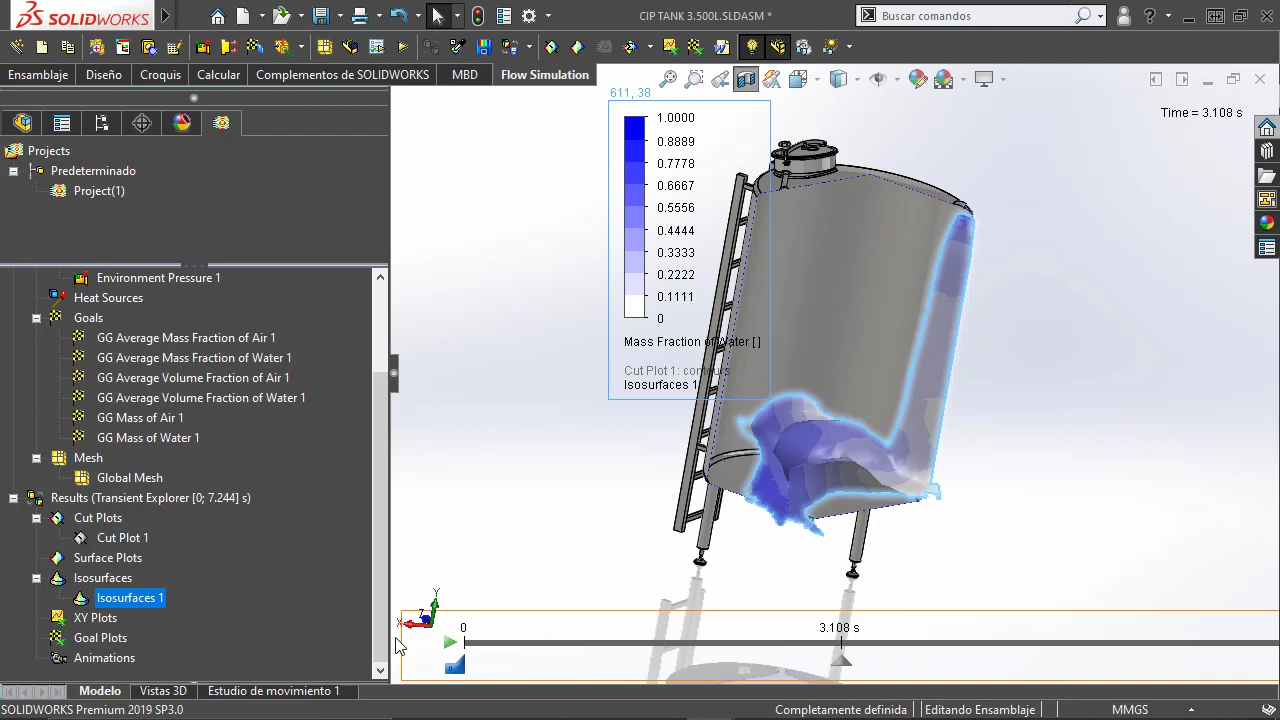 SOLIDWORKS
CIP TANK 3.500L.SLDASM *
Buscar comandos
Ensamblaje
Diseño
Croquis
Calcular
Complementos de SOLIDWORKS
MBD
Flow Simulation
611, 38
Time = 3.108 s
1.0000
0.8889
0.7778
0.6667
0.5556
0.4444
0.3333
0.2222
0.1111
0
Mass Fraction of Water [ ]
Cut Plot 1: contours
Isosurfaces 1
Projects
Predeterminado
Project(1)
Environment Pressure 1
Heat Sources
Goals
GG Average Mass Fraction of Air 1
GG Average Mass Fraction of Water 1
GG Average Volume Fraction of Air 1
GG Average Volume Fraction of Water 1
GG Mass of Air 1
GG Mass of Water 1
Mesh
Global Mesh
Results (Transient Explorer [0; 7.244] s)
Cut Plots
Cut Plot 1
Surface Plots
Isosurfaces
Isosurfaces 1
XY Plots
Goal Plots
Animations
Y
Z
X
0
3.108 s
Modelo
Vistas 3D
Estudio de movimiento 1
SOLIDWORKS Premium 2019 SP3.0
Completamente definida
Editando Ensamblaje
MMGS